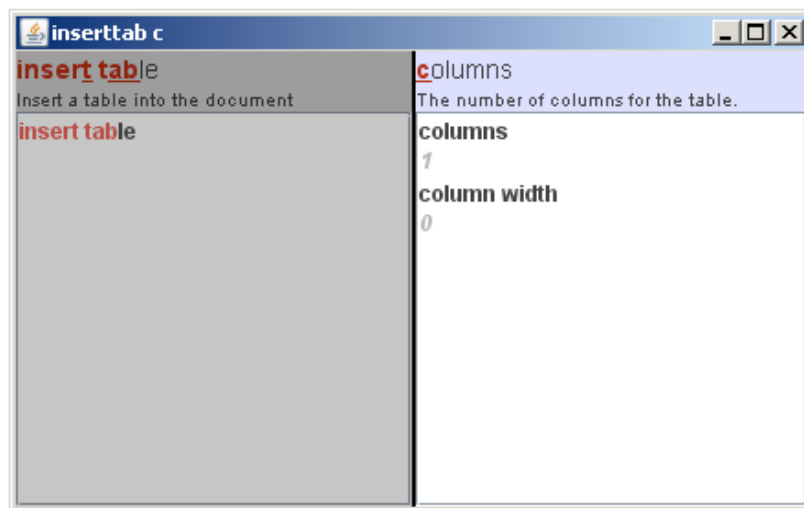 inserttab c
insert table
Insert a table into the document
insert table
columns
The number of columns for the table.
columns
1
column width
0